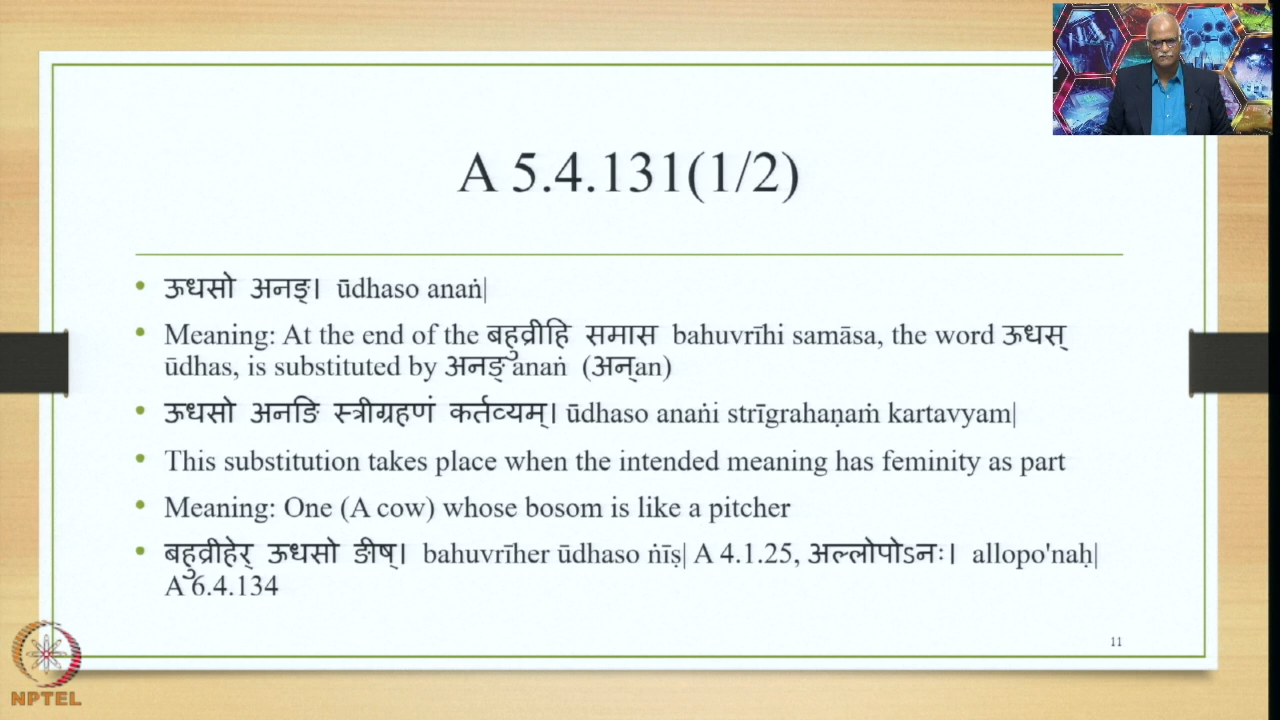 A 5.4.131(1/2)
• ऊधसो अनङ्। ūdhaso anaṅ|
• Meaning: At the end of the बहुव्रीहि समास bahuvrīhi samāsa, the word ऊधस्
ūdhas, is substituted by अनङ् anaṅ (अन्an)
• ऊधसो अनङि स्त्रीग्रहणं कर्तव्यम्। ūdhaso anaṅi strīgrahaṇaṁ kartavyam|
• This substitution takes place when the intended meaning has feminity as part
• Meaning: One (A cow) whose bosom is like a pitcher
• बहुव्रीहेर् ऊधसो ङीष्। bahuvrīher ūdhaso ṅīṣ| A 4.1.25, अल्लोपोऽनः। allopo'naḥ|
A 6.4.134
11
NPTEL